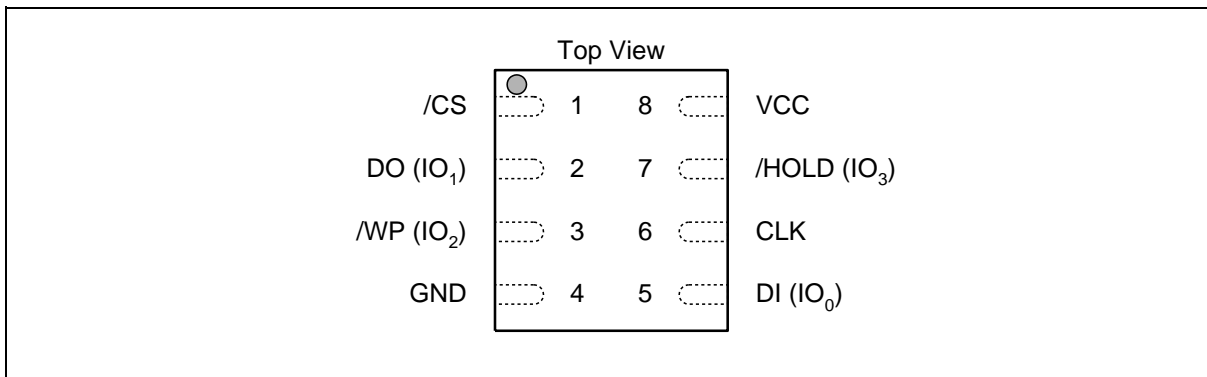 Top View
/CS 1 8 VCC
DO (IO₁) 2 7 /HOLD (IO₃)
/WP (IO₂) 3 6 CLK
GND 4 5 DI (IO₀)